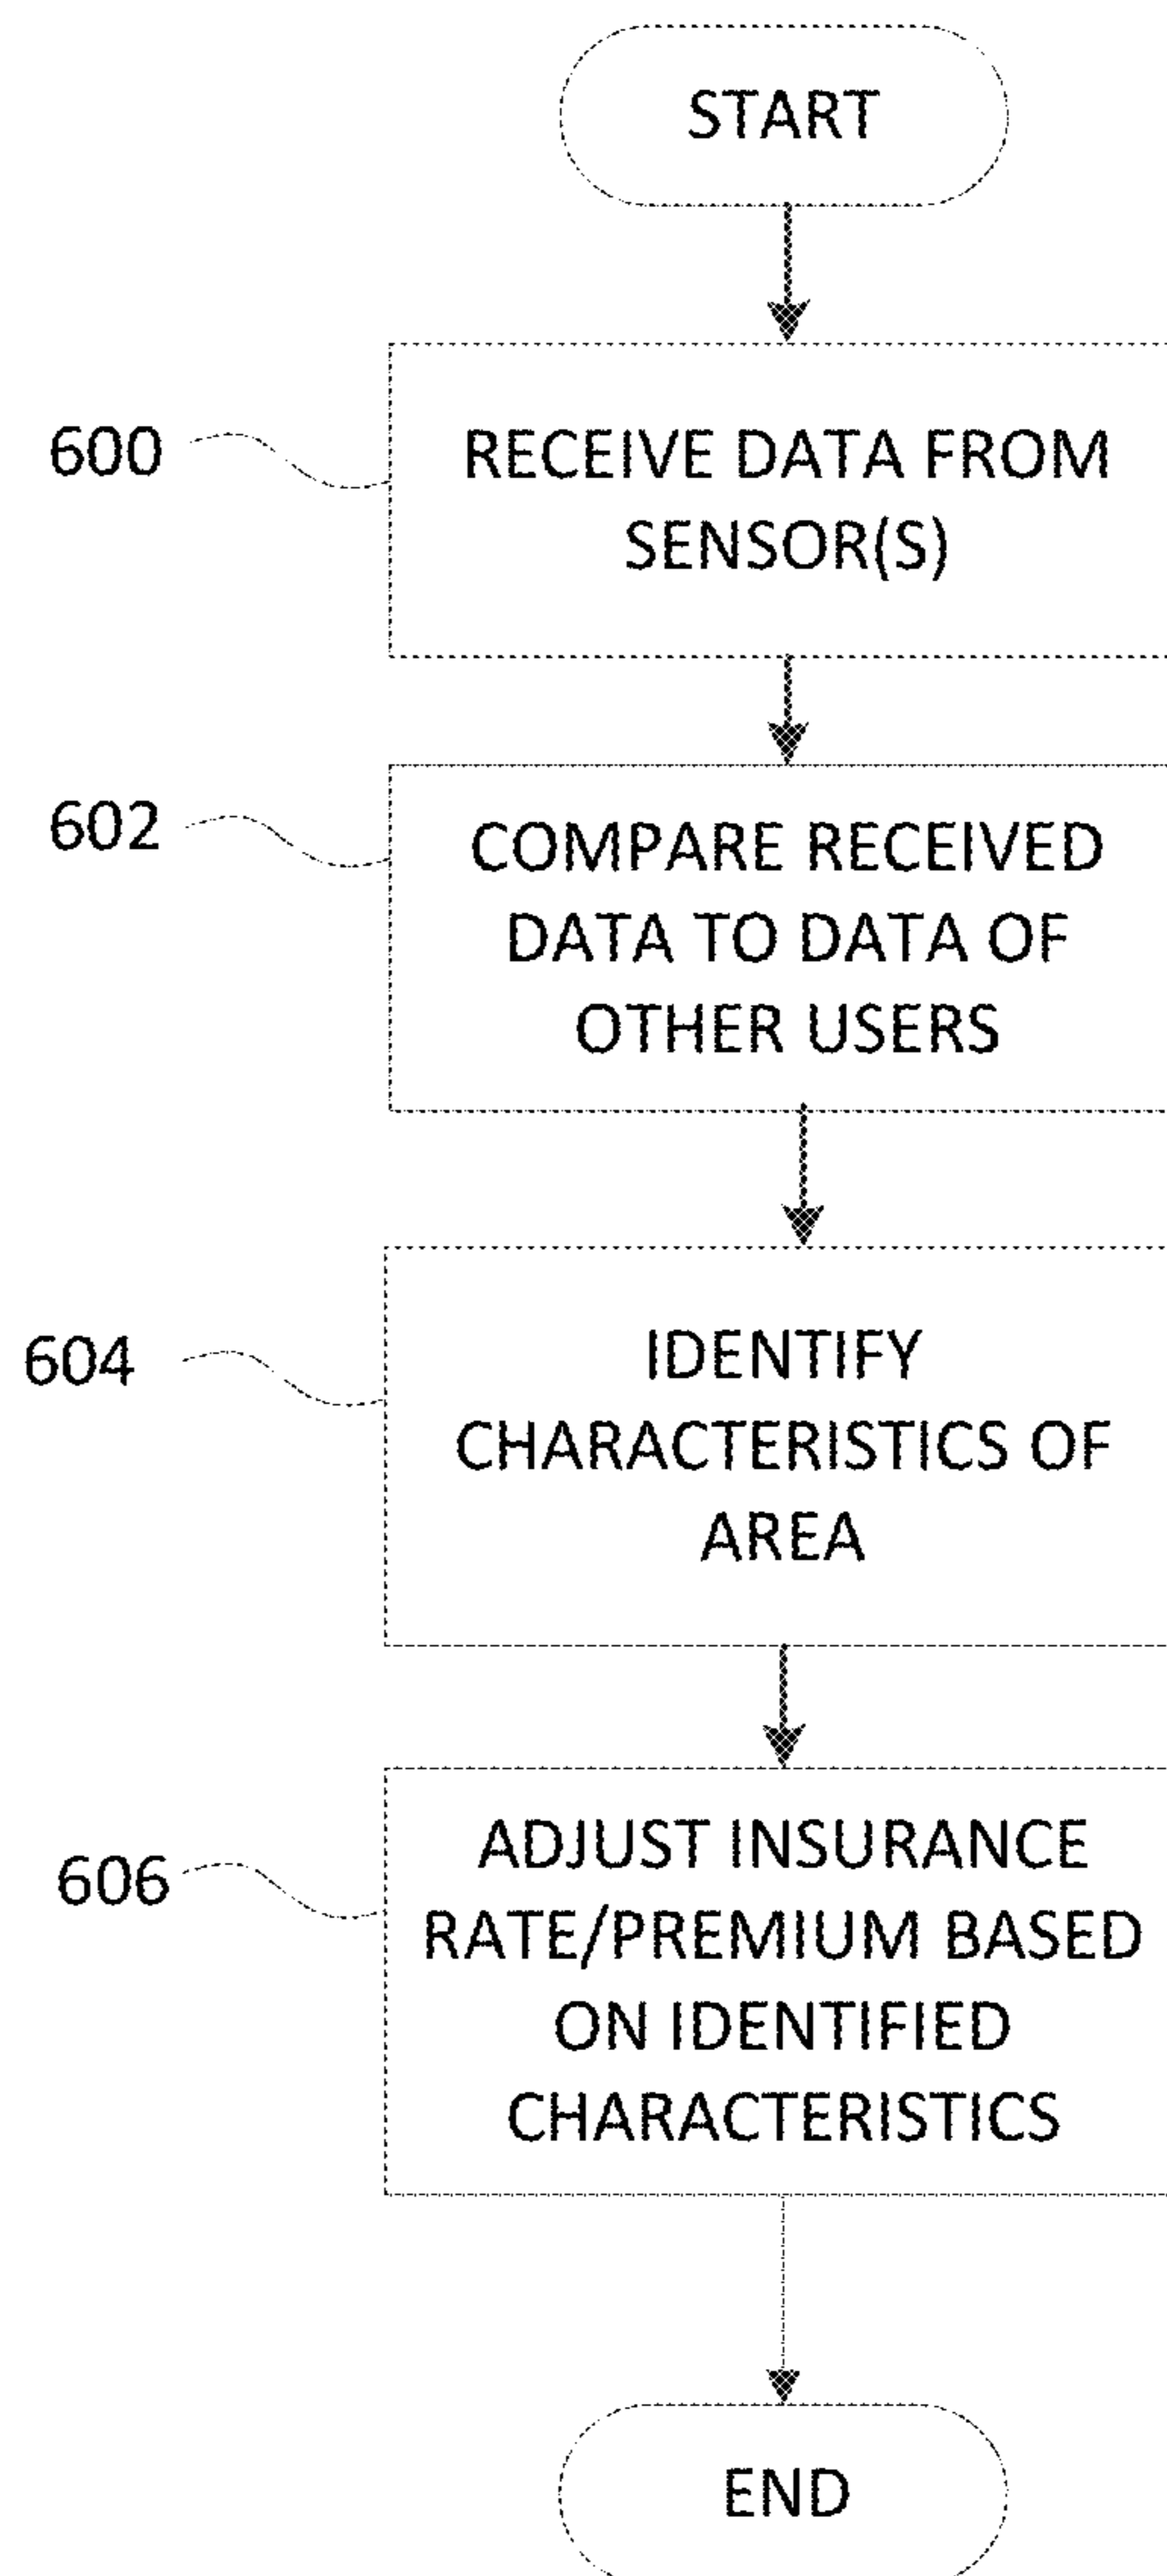 START
600
RECEIVE DATA FROM
SENSOR(S)
602
COMPARE RECEIVED
DATA TO DATA OF
OTHER USERS
604
IDENTIFY
CHARACTERISTICS OF
AREA
606
ADJUST INSURANCE
RATE/PREMIUM BASED
ON IDENTIFIED
CHARACTERISTICS
END